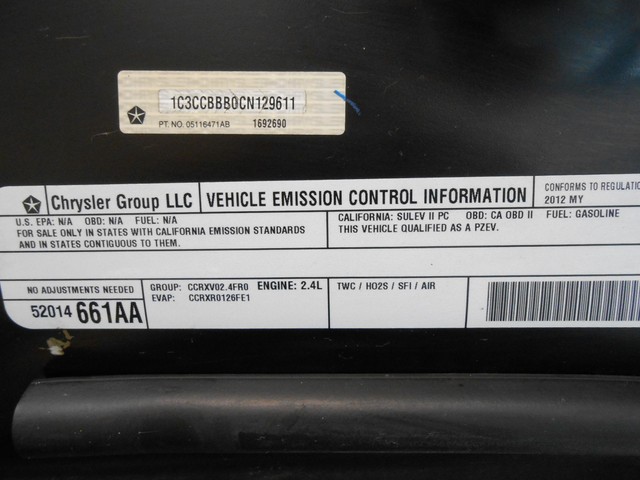 1C3CCBBB0CN129611
PT. NO. 05116471AB 1692690
Chrysler Group LLC VEHICLE EMISSION CONTROL INFORMATION
CONFORMS TO
2012 MY
U.S. EPA: N/A OBD: N/A FUEL: N/A
FOR SALE ONLY IN STATES WITH CALIFORNIA EMISSION STANDARDS
AND IN STATES CONTIGUOUS TO THEM.
CALIFORNIA: SULEV II PC OBD: CA OBD II FUEL: GASOLINE
THIS VEHICLE QUALIFIED AS A PZEV.
NO ADJUSTMENTS NEEDED
52014 661AA
GROUP: CCRXV02.4FR0 ENGINE: 2.4L
EVAP: CCRXR0126FE1
TWC / HO2S / SFI / AIR